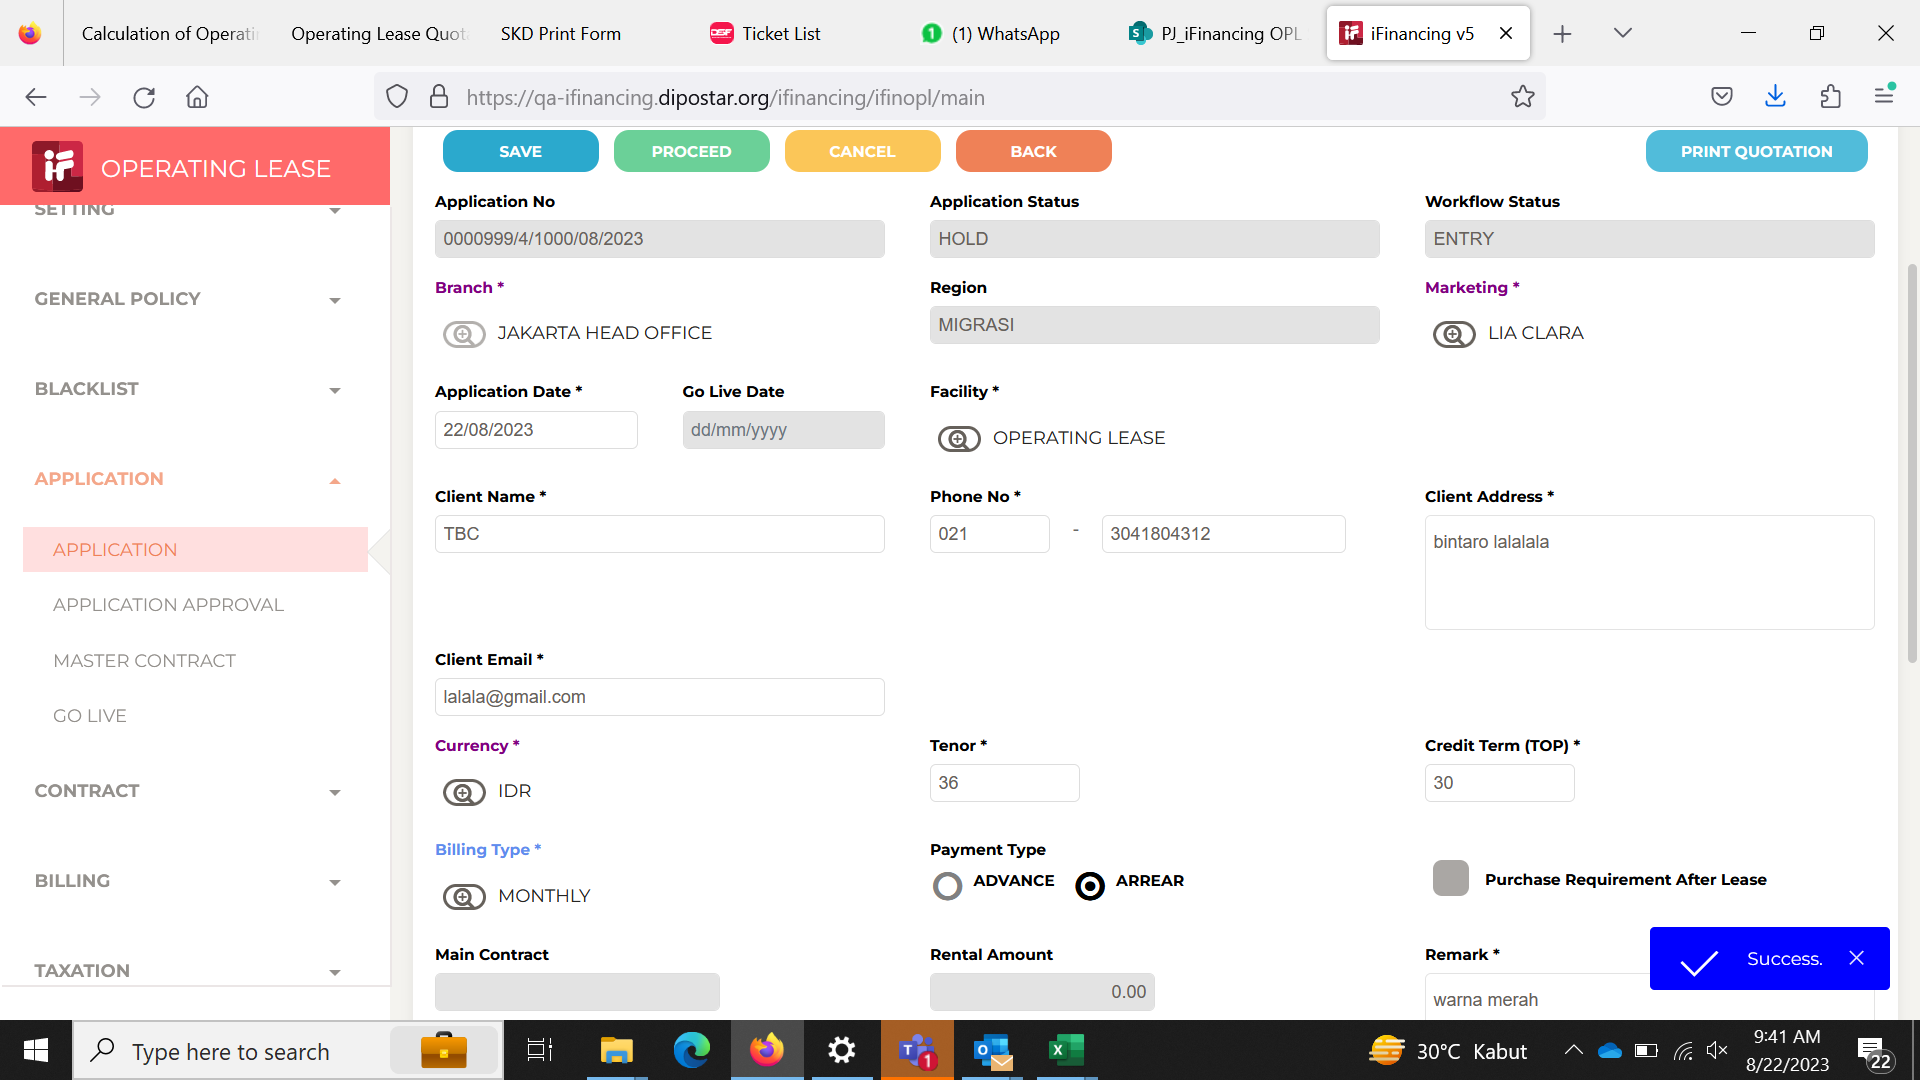 Calculation of Operati
Operating Lease Quot
SKD Print Form
Ticket List
(1) WhatsApp
PJ_iFinancing OPL
iFinancing v5
https://qa-ifinancing.dipostar.org/ifinancing/ifinopl/main
OPERATING LEASE
SETTING
GENERAL POLICY
BLACKLIST
APPLICATION
APPLICATION
APPLICATION APPROVAL
MASTER CONTRACT
GO LIVE
CONTRACT
BILLING
TAXATION
SAVE PROCEED CANCEL BACK PRINT QUOTATION
Application No Application Status Workflow Status
0000999/4/1000/08/2023 HOLD ENTRY
Branch * Region Marketing *
JAKARTA HEAD OFFICE MIGRASI LIA CLARA
Application Date * Go Live Date Facility *
22/08/2023 dd/mm/yyyy OPERATING LEASE
Client Name * Phone No * Client Address *
TBC 021 - 3041804312 bintaro lalalala
Client Email *
lalala@gmail.com
Currency * Tenor * Credit Term (TOP) *
IDR 36 30
Billing Type * Payment Type
MONTHLY ADVANCE ARREAR Purchase Requirement After Lease
Main Contract Rental Amount Remark *
0.00 warna merah
Success.
Type here to search
30°C Kabut
9:41 AM
8/22/2023
22